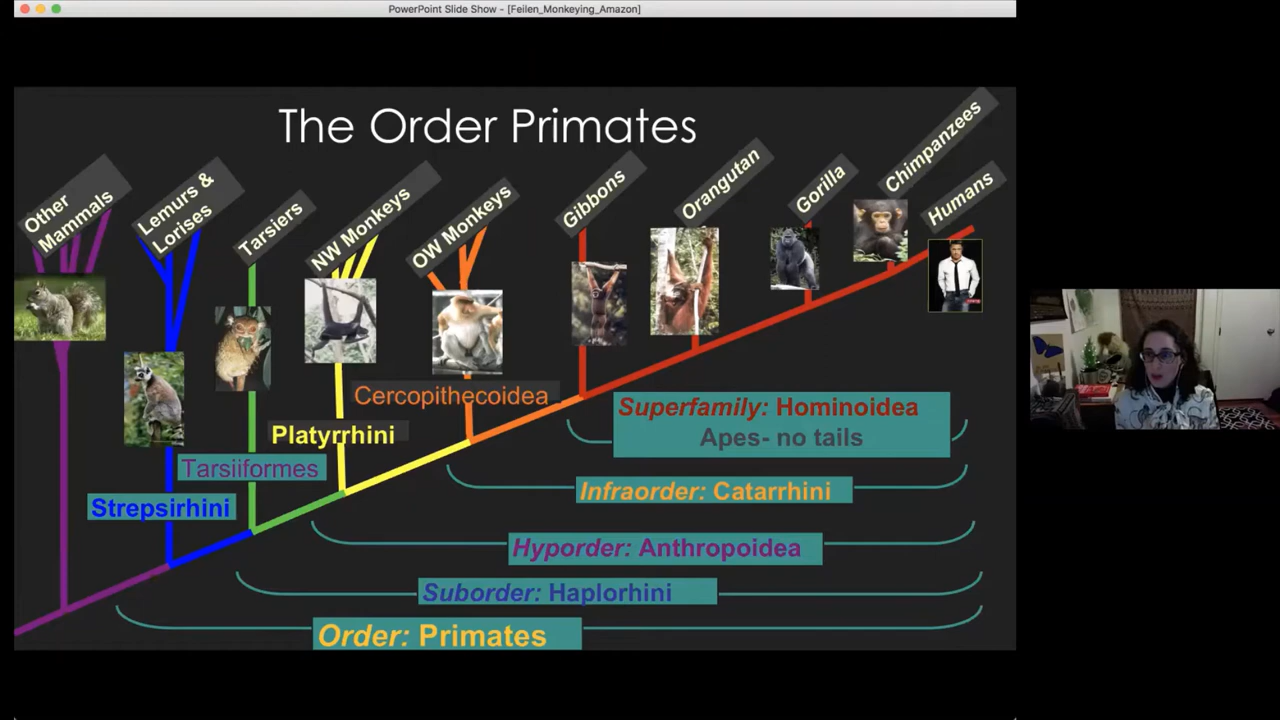 PowerPoint Slide Show - [Feilen_Monkeying_Amazon]
The Order Primates
Other
Mammals
Lemurs &
Lorises
Tarsiers
NW Monkeys
OW Monkeys
Gibbons
Orangutan
Gorilla
Chimpanzees
Humans
Cercopithecoidea
Platyrrhini
Tarsiiformes
Strepsirhini
Superfamily: Hominoidea
Apes- no tails
Infraorder: Catarrhini
Hyporder: Anthropoidea
Suborder: Haplorhini
Order: Primates